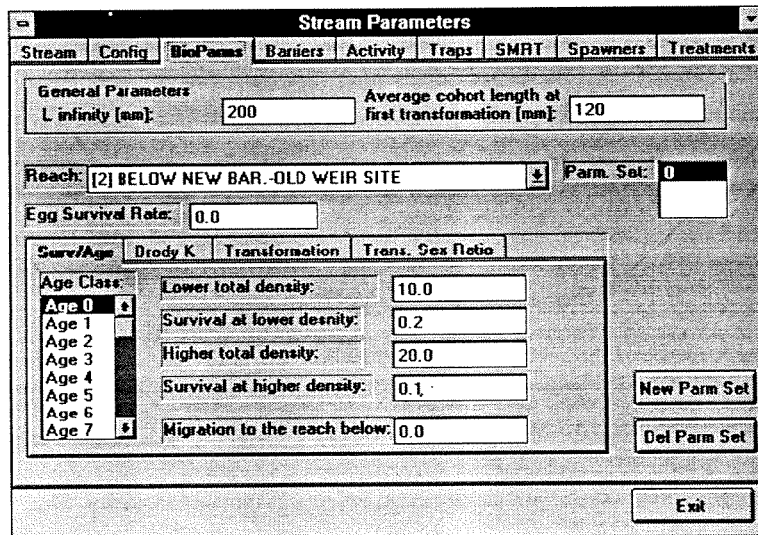 Stream Parameters
Stream Config BioParms Barriers Activity Traps SMRT Spawners Treatments
General Parameters
L infinity [mm]: 200 Average cohort length at first transformation [mm]: 120
Reach: [2] BELOW NEW BAR.-OLD WEIR SITE Parm. Set: 0
Egg Survival Rate: 0.0
Surv/Age Brody K Transformation Trans. Sex Ratio
Age Class:
Age 0
Age 1
Age 2
Age 3
Age 4
Age 5
Age 6
Age 7
Lower total density: 10.0
Survival at lower desnity: 0.2
Higher total density: 20.0
Survival at higher density: 0.1
Migration to the reach below: 0.0
New Parm Set
Del Parm Set
Exit